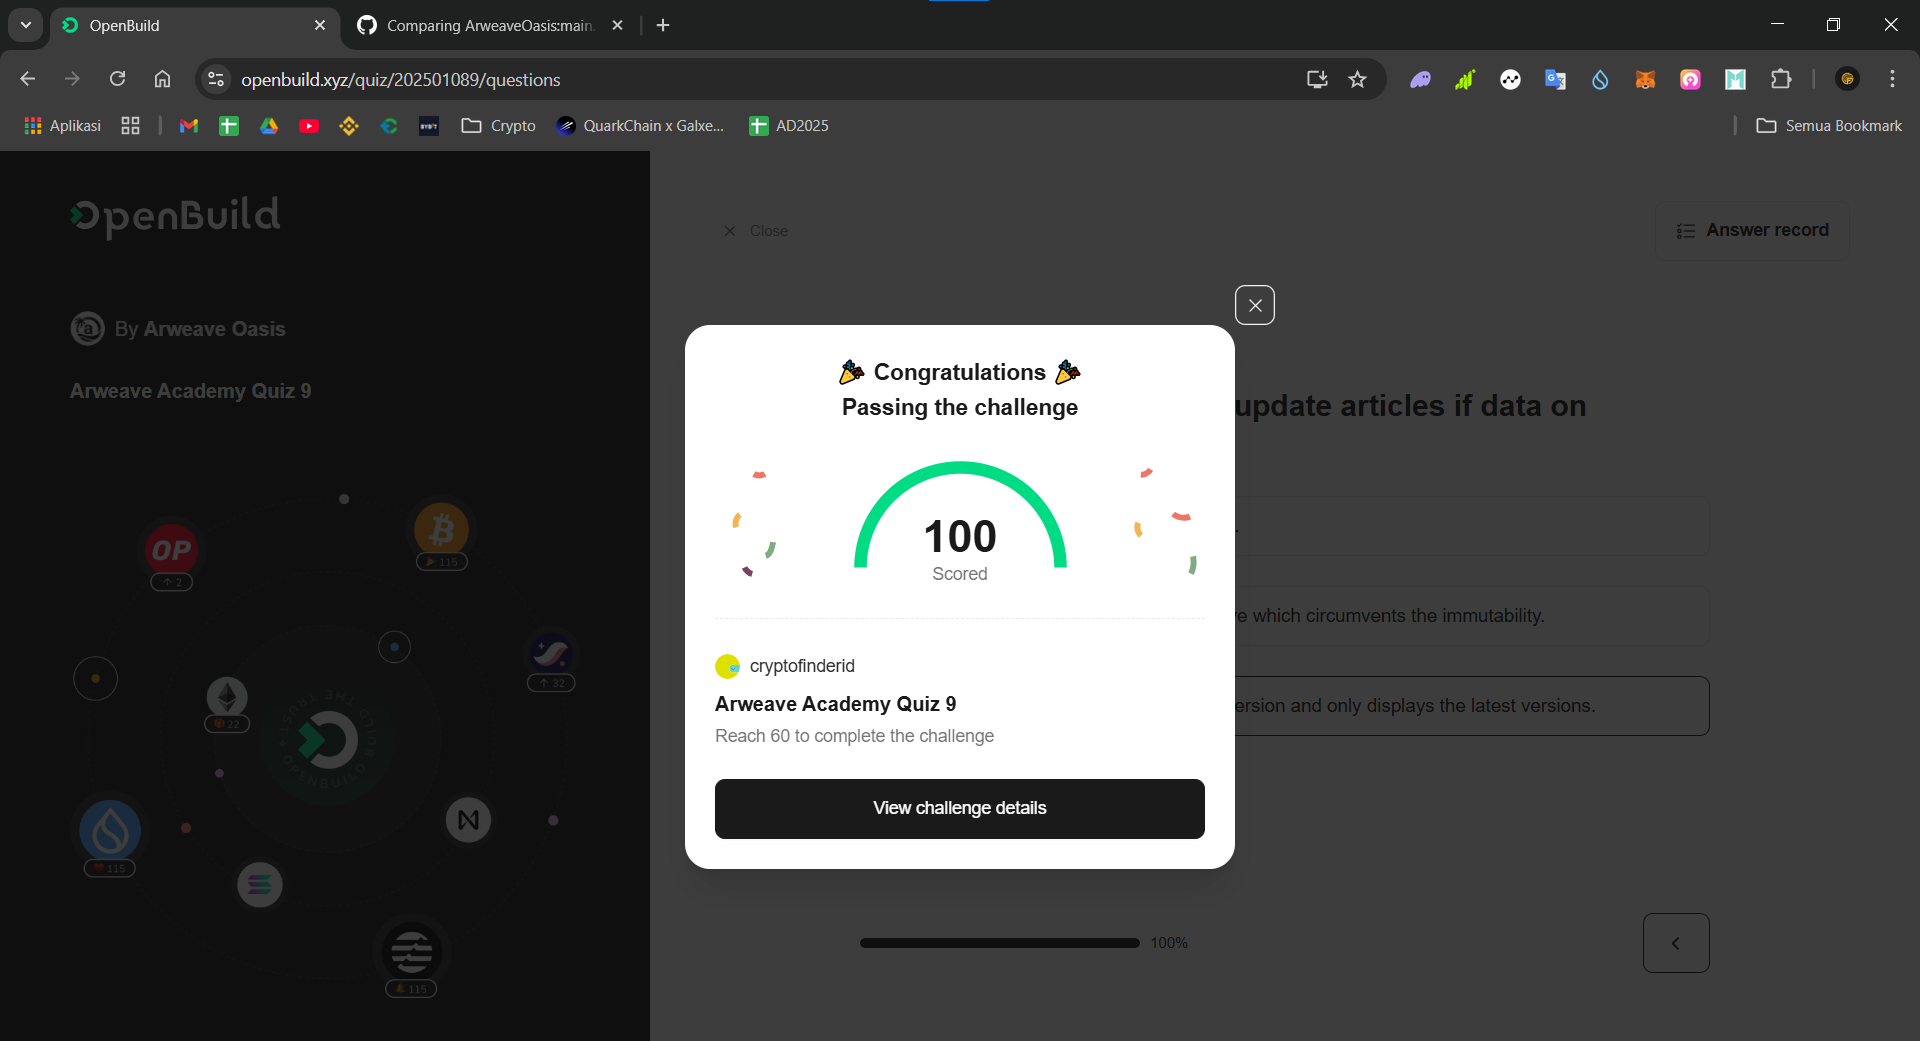 OpenBuild
Comparing ArweaveOasis:main
openbuild.xyz/quiz/202501089/questions
Aplikasi
BYBIT
Crypto
QuarkChain x Galxe...
AD2025
Semua Bookmark
OpenBuild
By Arweave Oasis
Arweave Academy Quiz 9
OP
2
115
32
22
115
115
Close
Answer record
update articles if data on
e which circumvents the immutability.
ersion and only displays the latest versions.
Congratulations
Passing the challenge
100
Scored
cryptofinderid
Arweave Academy Quiz 9
Reach 60 to complete the challenge
View challenge details
100%